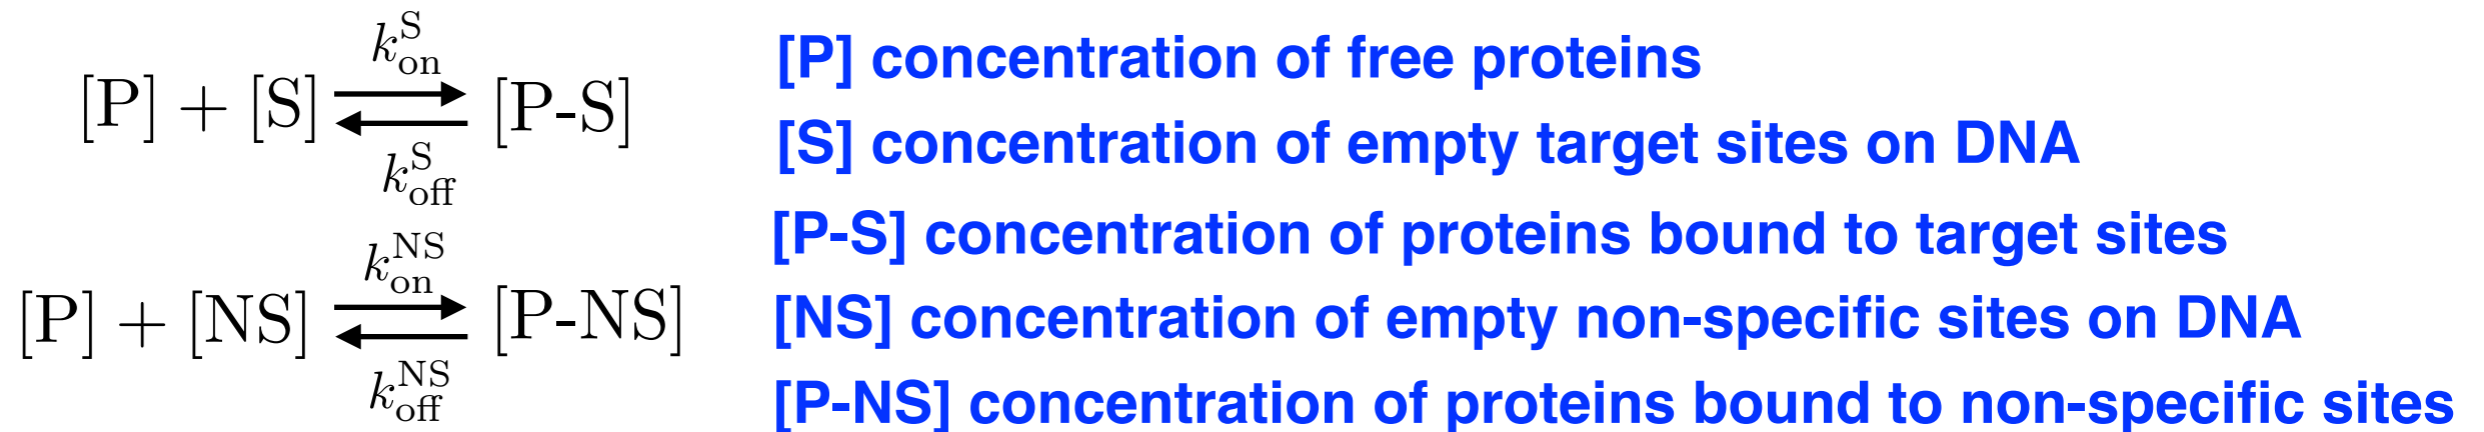 [P] + [S] ⇌ [P-S]
k_on^S
k_off^S
[P] + [NS] ⇌ [P-NS]
k_on^NS
k_off^NS
[P] concentration of free proteins
[S] concentration of empty target sites on DNA
[P-S] concentration of proteins bound to target sites
[NS] concentration of empty non-specific sites on DNA
[P-NS] concentration of proteins bound to non-specific sites